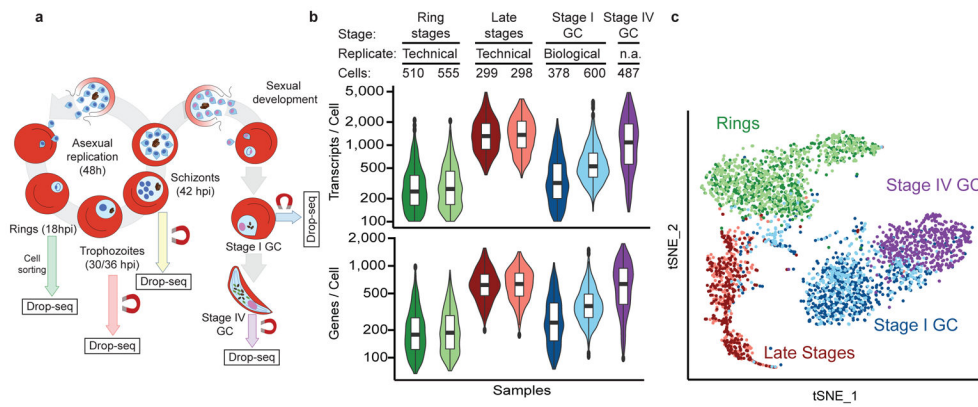 a
Sexual
development
Asexual
replication
(48h)
Schizonts
(42 hpi)
Rings (18hpi)
Trophozoites
(30/36 hpi)
Cell
sorting
Drop-seq
Drop-seq
Drop-seq
Stage I GC
Drop-seq
Stage IV
GC
Drop-seq
b
Stage: Ring stages Late stages Stage I GC Stage IV GC
Replicate: Technical Technical Biological n.a.
Cells: 510 555 299 298 378 600 487
Transcripts / Cell
5,000
2,000
1,000
500
200
100
Genes / Cell
2,000
1,000
500
200
100
Samples
c
Rings
Stage IV GC
Stage I GC
Late Stages
tSNE_2
tSNE_1